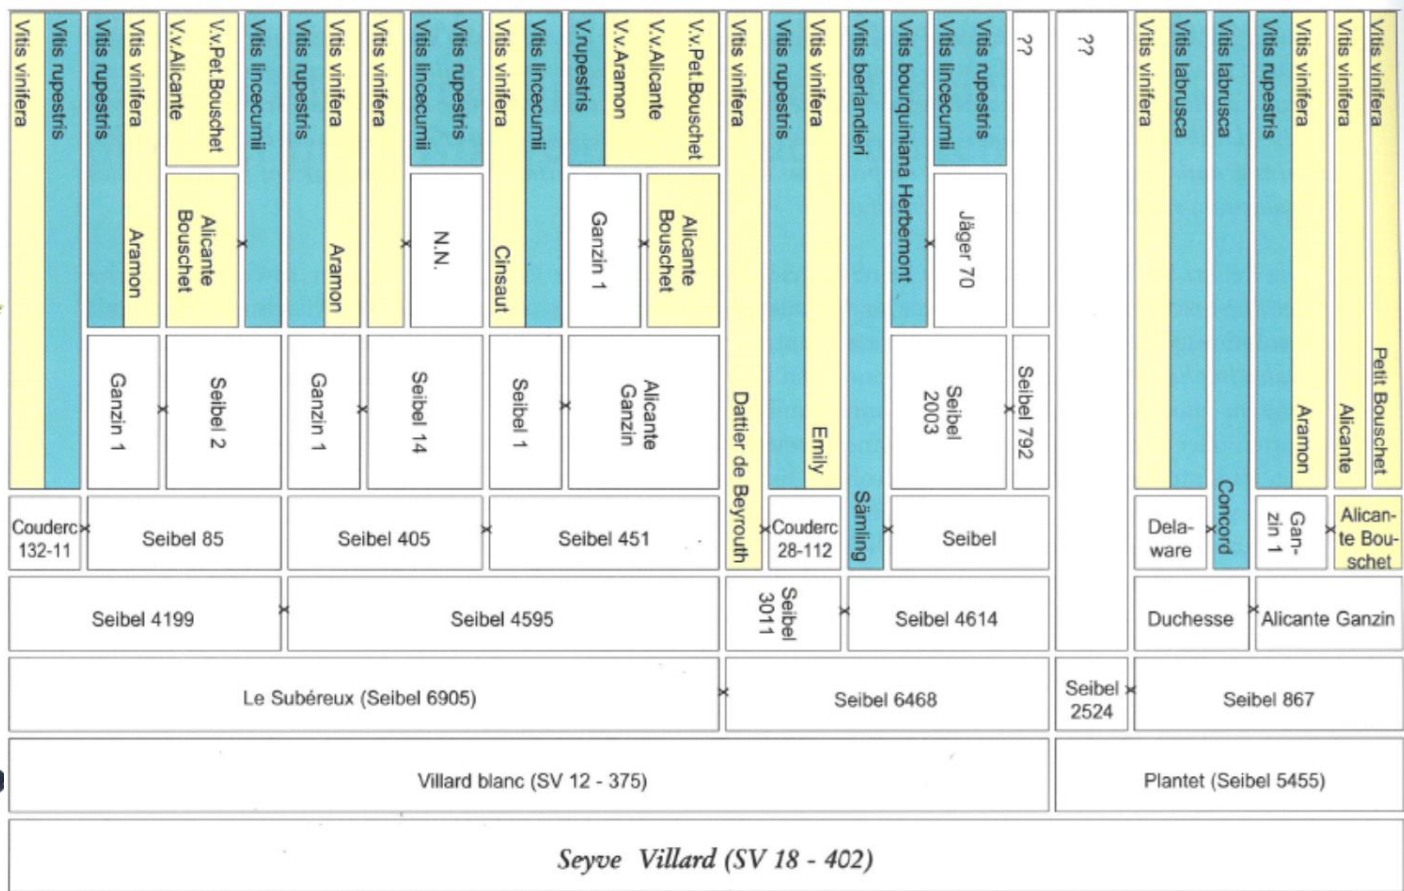 Vitis vinifera
Vitis rupestris
Vitis rupestris
Vitis vinifera
V.v.Alicante
V.v.Pet.Bouschet
Vitis lincecumii
Vitis rupestris
Vitis vinifera
Vitis vinifera
Vitis lincecumii
Vitis rupestris
Vitis vinifera
Vitis lincecumii
V.rupestris
V.v.Aramon
V.v.Alicante
V.v.Pet.Bouschet
Vitis vinifera
Vitis rupestris
Vitis vinifera
Vitis berlandieri
Vitis bourquiniana Herbemont
Vitis lincecumii
Vitis rupestris
??
??
Vitis vinifera
Vitis labrusca
Vitis labrusca
Vitis rupestris
Vitis vinifera
Vitis vinifera
Vitis vinifera
Aramon
Alicante
Bouschet
x
Aramon
x
N.N.
Cinsaut
Ganzin 1
x
Alicante
Bouschet
x
Jäger 70
Ganzin 1
x
Seibel 2
Ganzin 1
x
Seibel 14
Seibel 1
x
Alicante
Ganzin
Dattier de Beyrouth
Emily
Sämling
Seibel
2003
x
Seibel 792
Concord
Aramon
Alicante
Petit Bouschet
Couderc
132-11
x
Seibel 85
Seibel 405
x
Seibel 451
x
Couderc
28-112
x
Seibel
Dela-
ware
x
Gan-
zin 1
x
Alican-
te Bou-
schet
Seibel 4199
x
Seibel 4595
Seibel
3011
x
Seibel 4614
Duchesse
x
Alicante Ganzin
Le Subéreux (Seibel 6905)
x
Seibel 6468
Seibel
2524
x
Seibel 867
Villard blanc (SV 12 - 375)
Plantet (Seibel 5455)
Seyve Villard (SV 18 - 402)